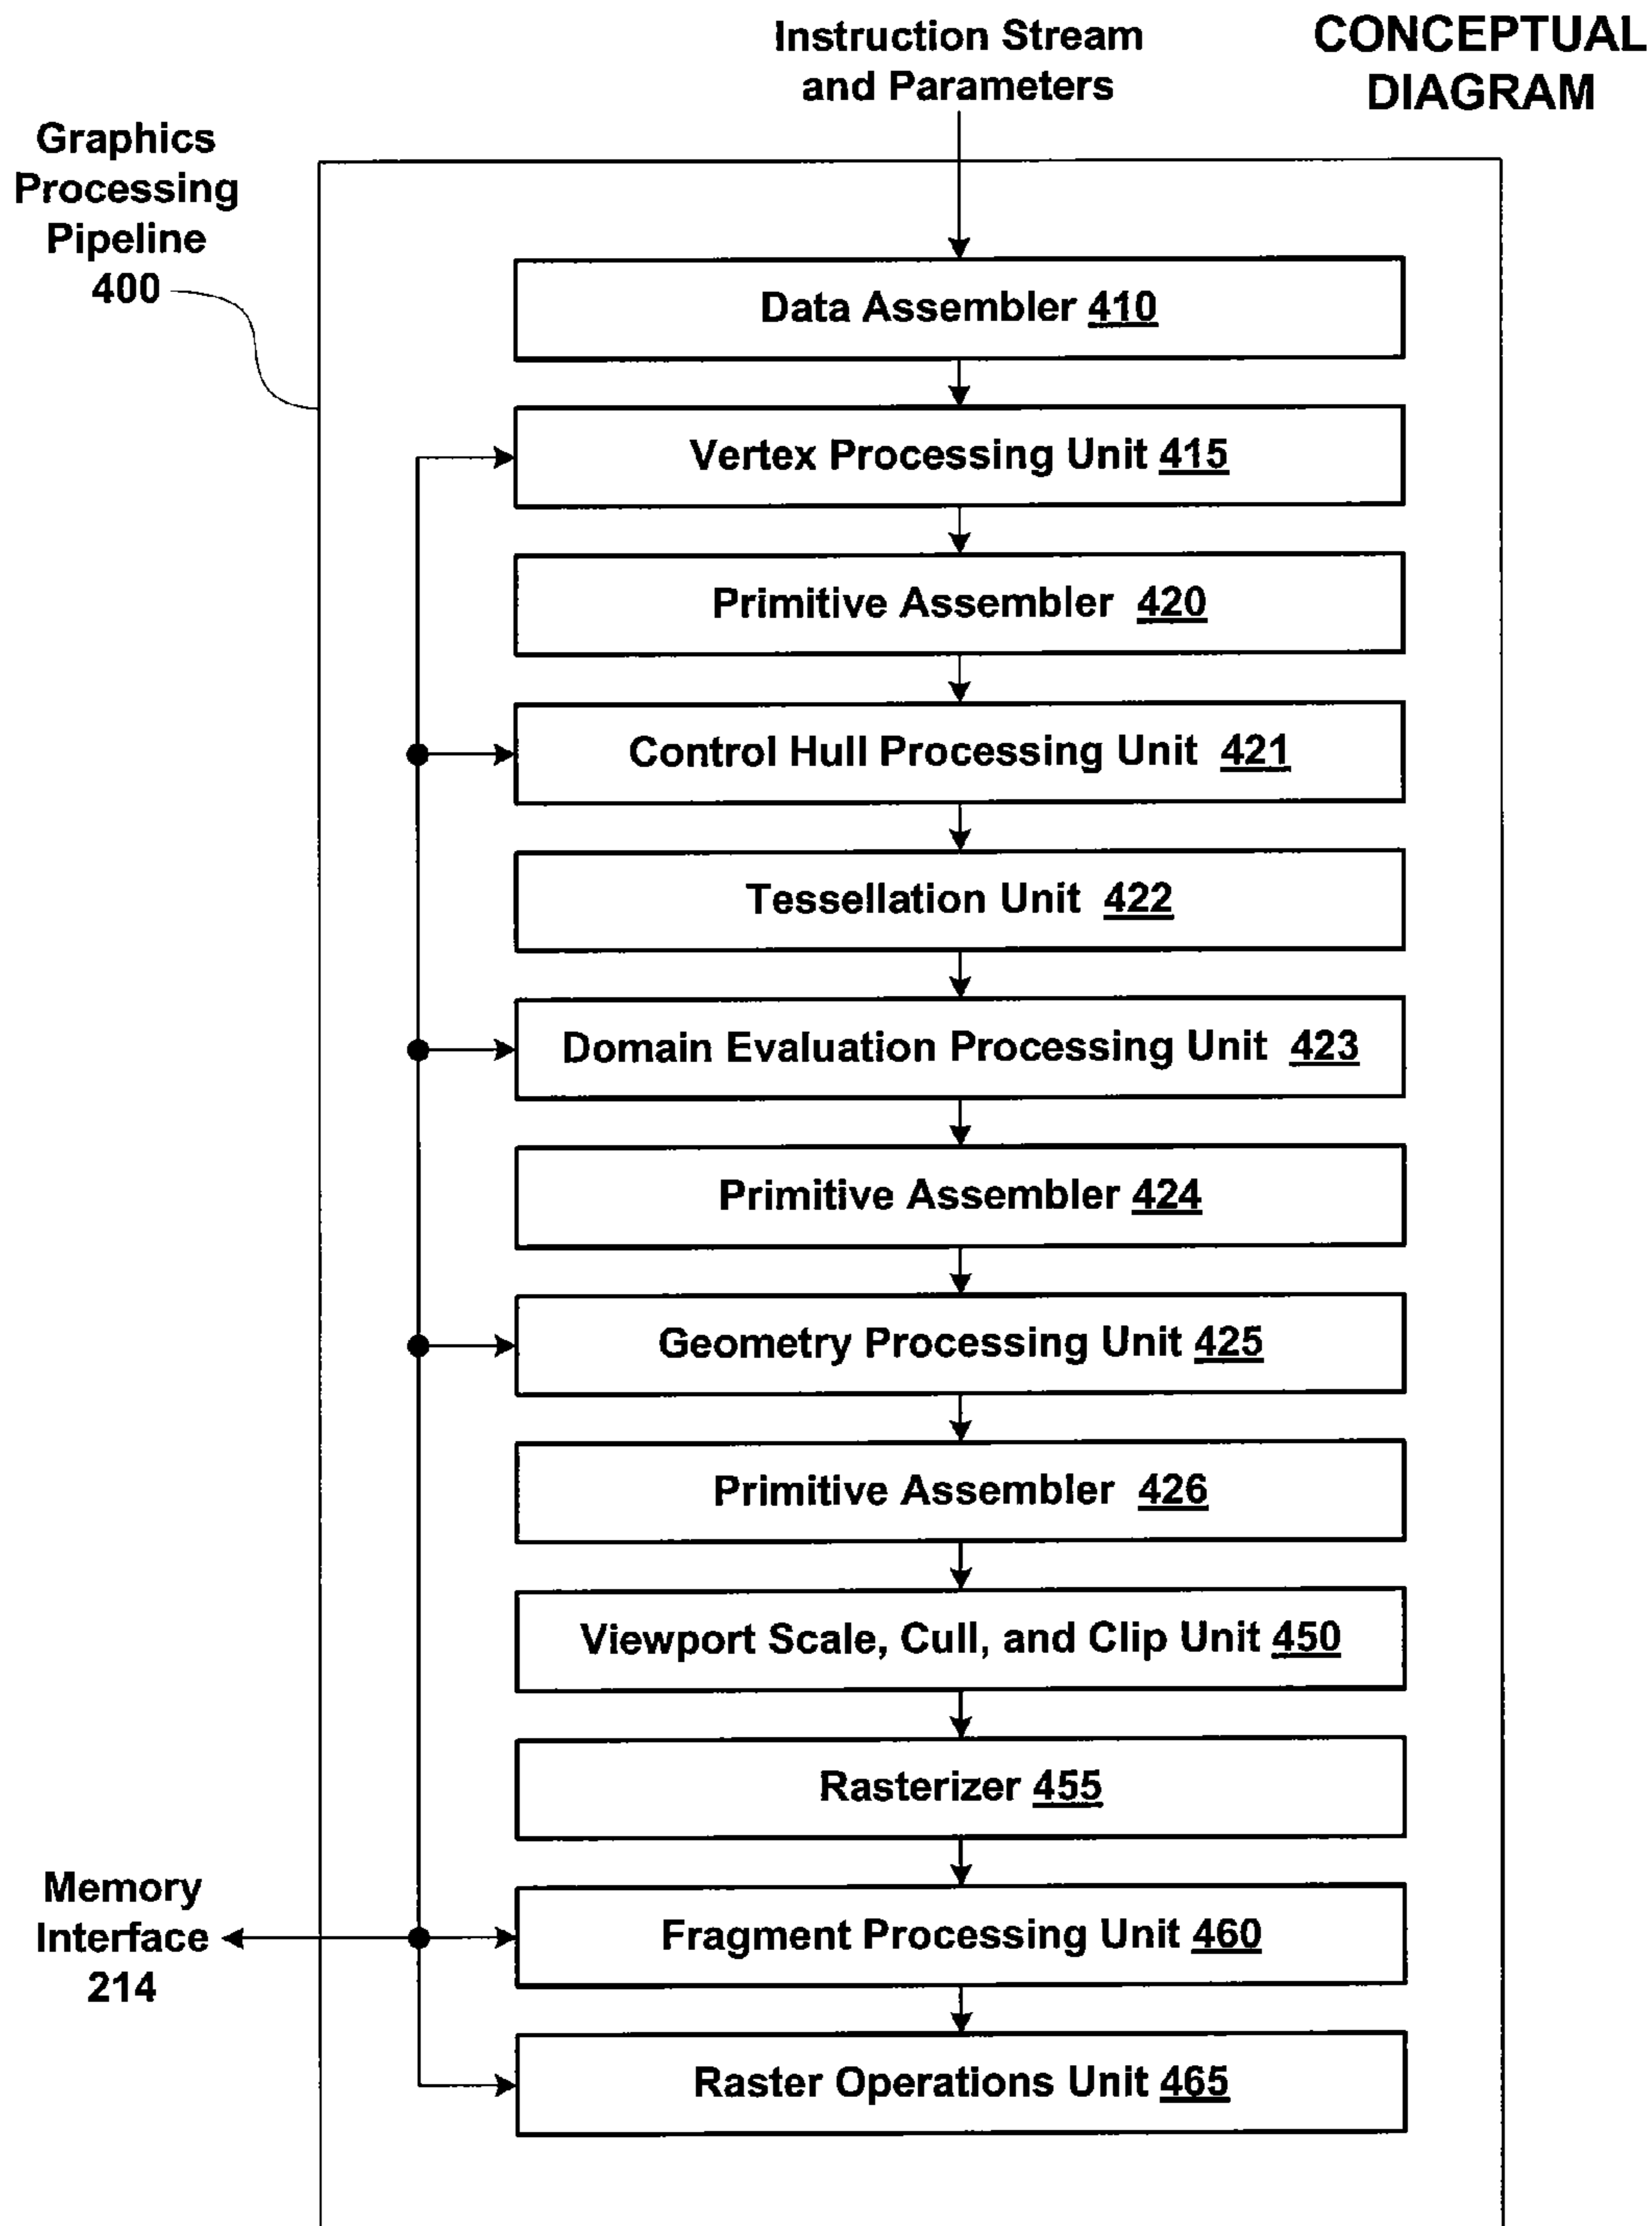 Instruction Stream
and Parameters
CONCEPTUAL
DIAGRAM
Graphics
Processing
Pipeline
400
Data Assembler 410
Vertex Processing Unit 415
Primitive Assembler 420
Control Hull Processing Unit 421
Tessellation Unit 422
Domain Evaluation Processing Unit 423
Primitive Assembler 424
Geometry Processing Unit 425
Primitive Assembler 426
Viewport Scale, Cull, and Clip Unit 450
Rasterizer 455
Memory
Interface
214
Fragment Processing Unit 460
Raster Operations Unit 465